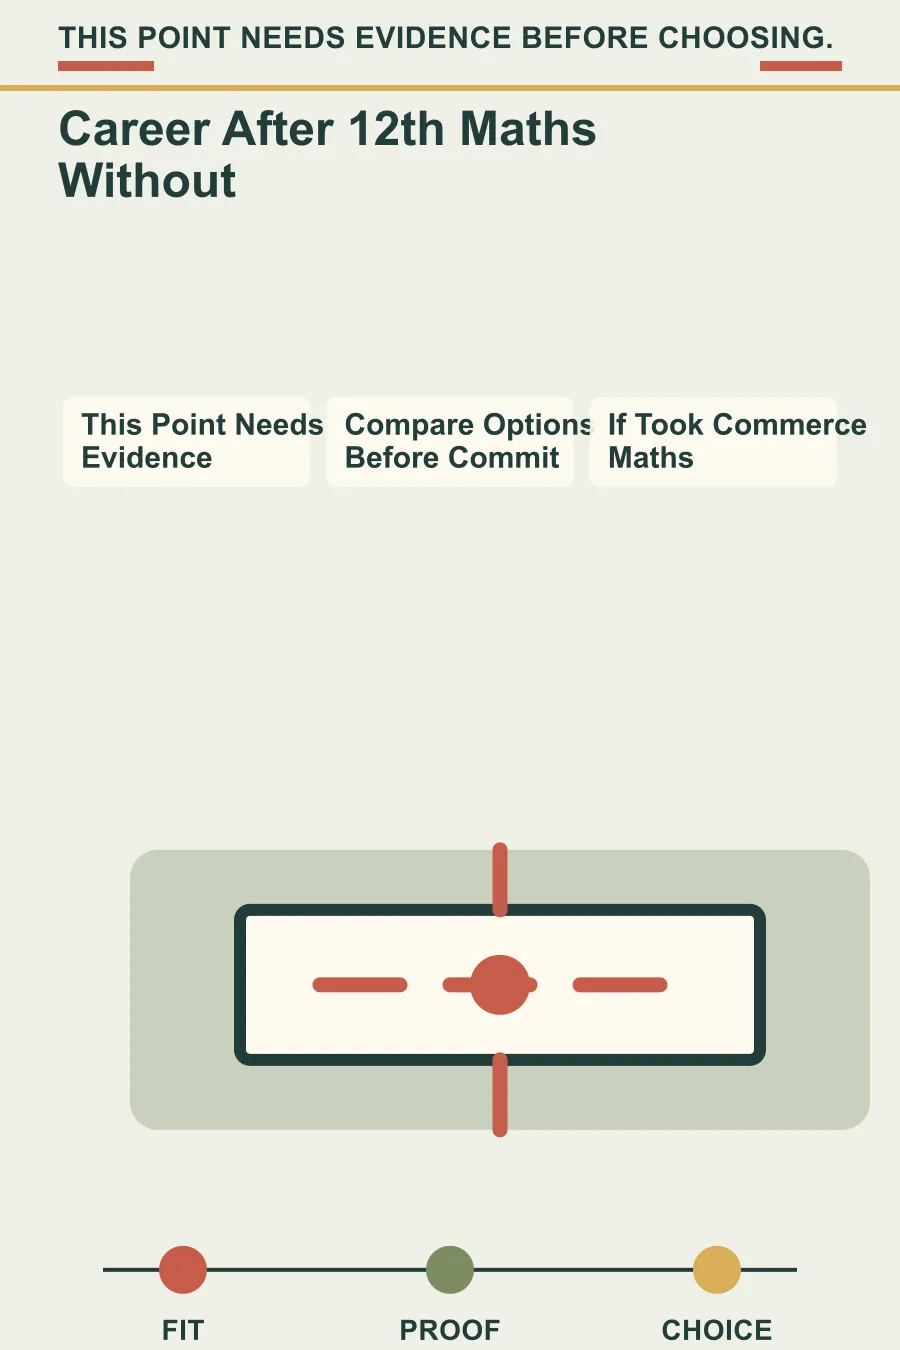 THIS POINT NEEDS EVIDENCE BEFORE CHOOSING.
Career After 12th Maths
Without
This Point Needs
Evidence
Compare Options
Before Commit
If Took Commerce
Maths
FIT
PROOF
CHOICE